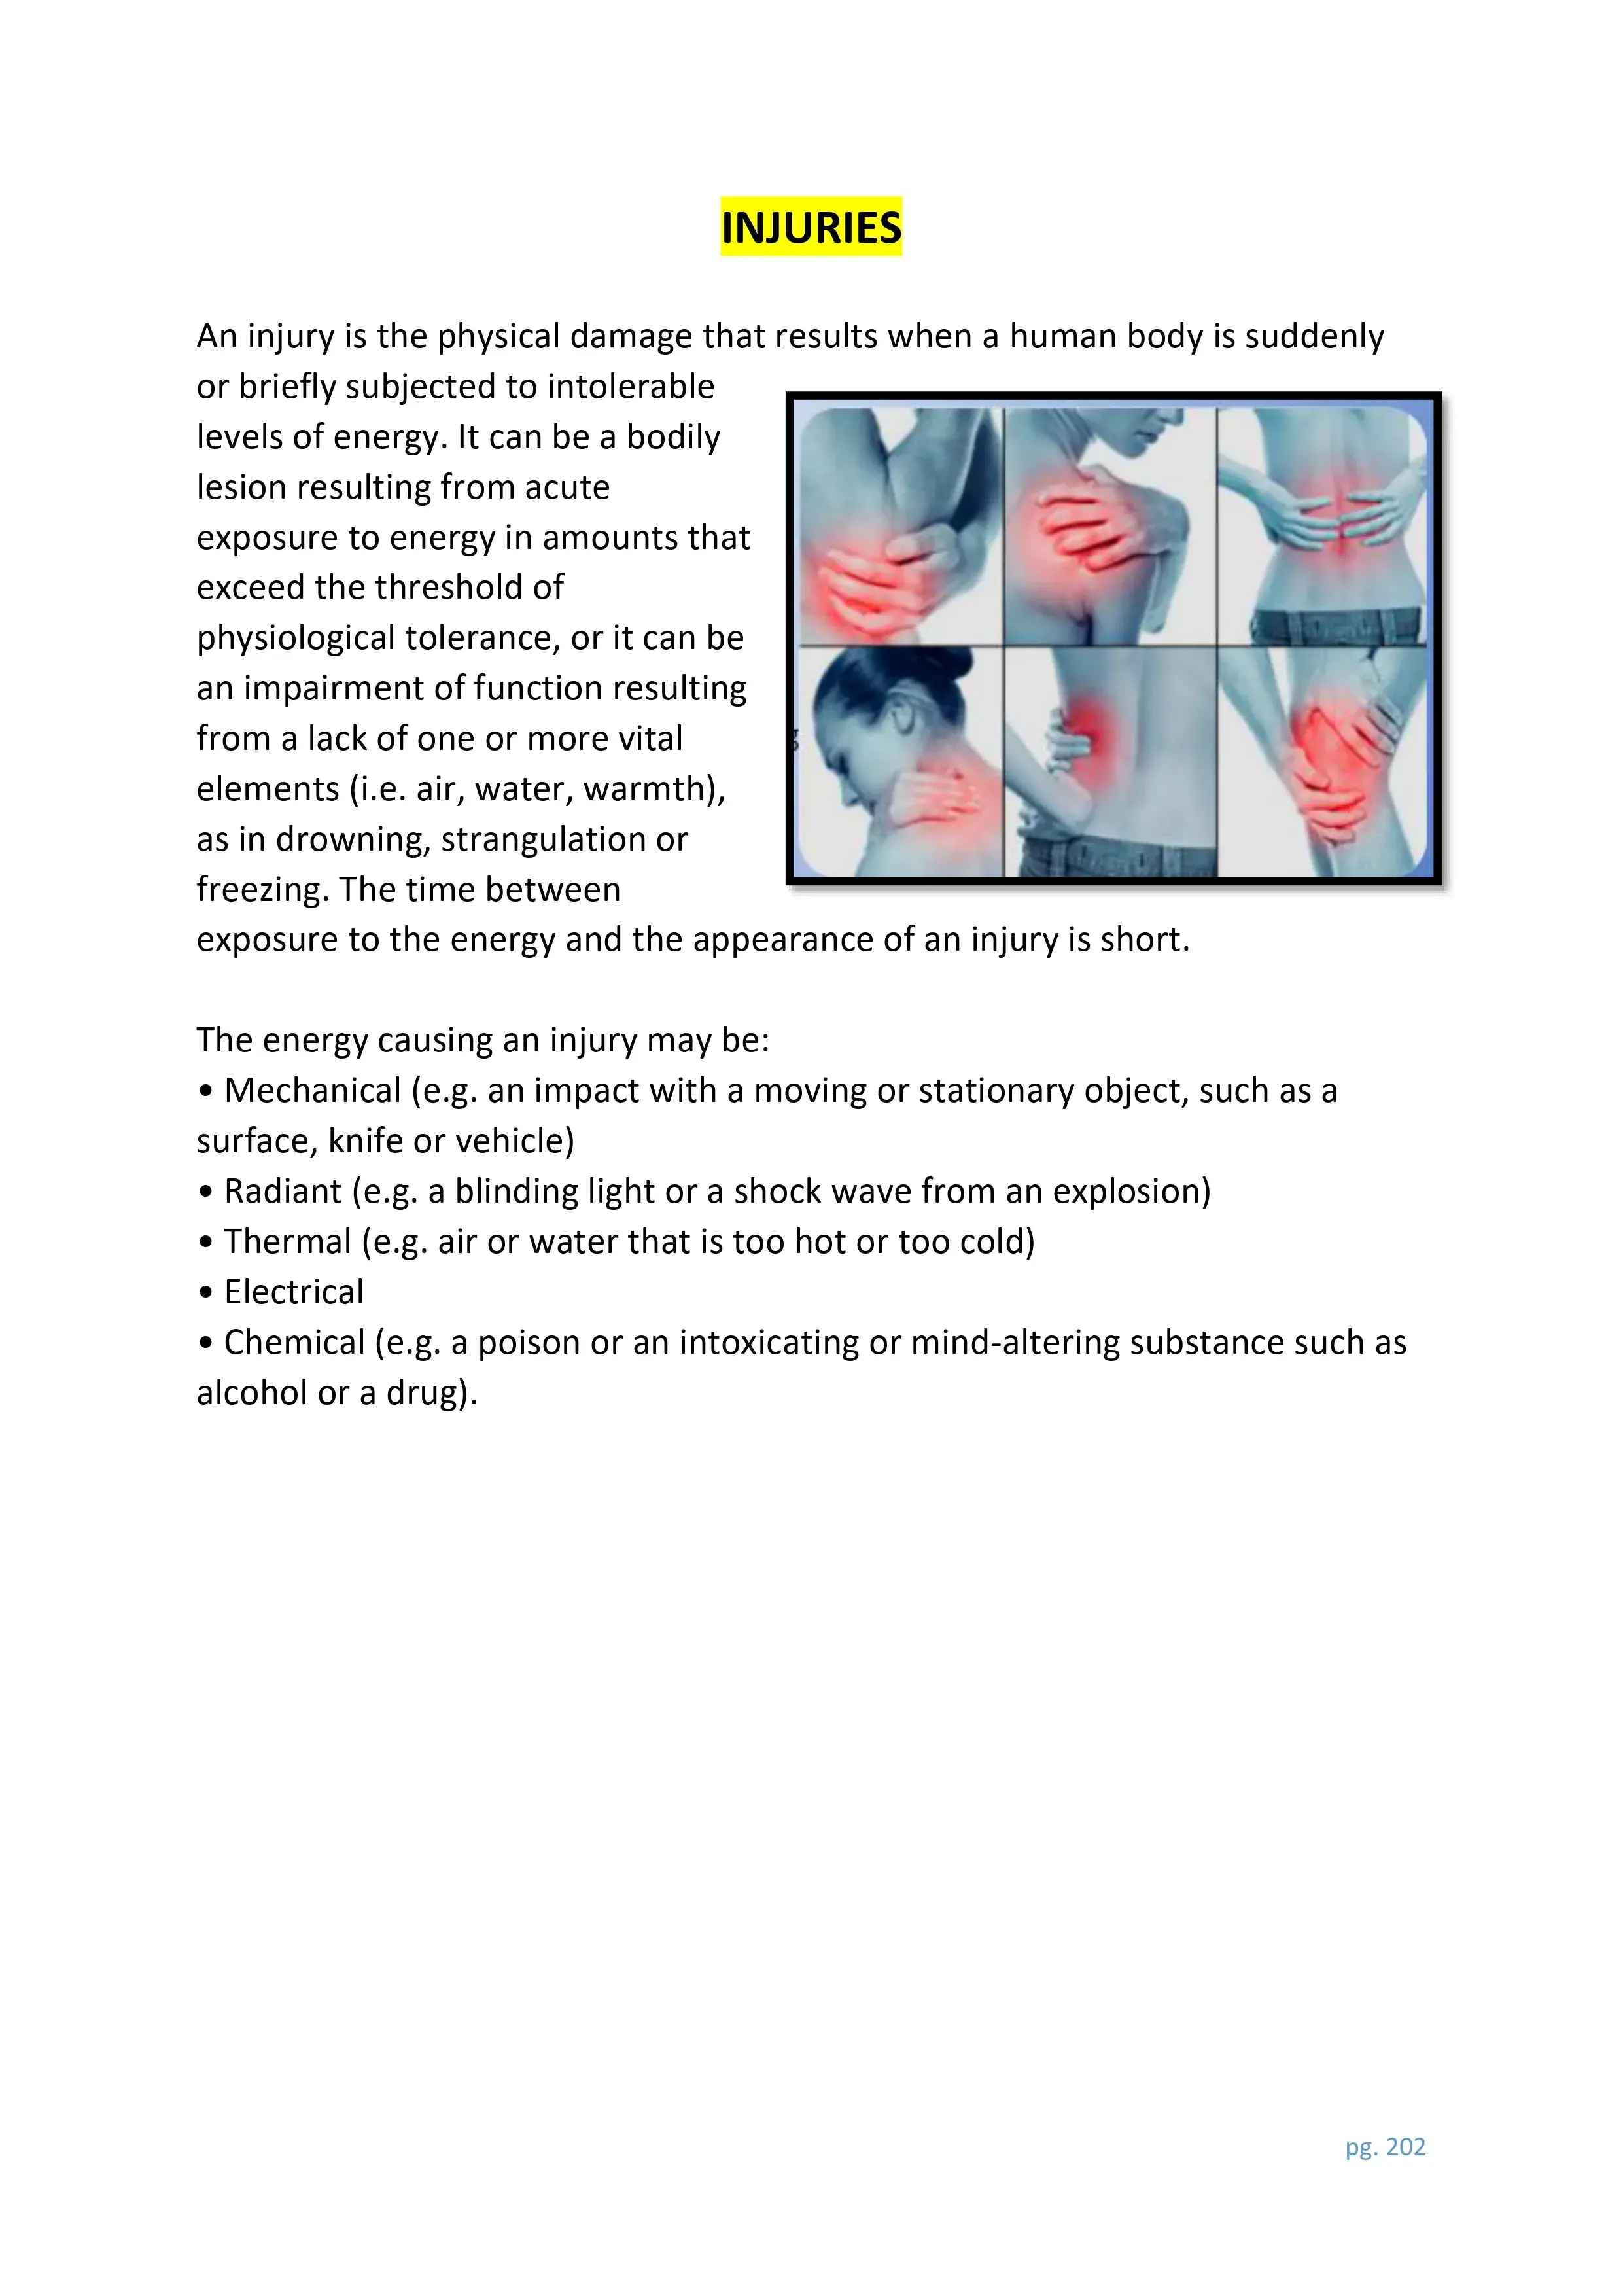 INJURIES
An injury is the physical damage that results when a human body is suddenly
or briefly subjected to intolerable
levels of energy. It can be a bodily
lesion resulting from acute
exposure to energy in amounts that
exceed the threshold of
physiological tolerance, or it can be
an impairment of function resulting
from a lack of one or more vital
elements (i.e. air, water, warmth),
as in drowning, strangulation or
freezing. The time between
exposure to the energy and the appearance of an injury is short.
The energy causing an injury may be:
• Mechanical (e.g. an impact with a moving or stationary object, such as a
surface, knife or vehicle)
• Radiant (e.g. a blinding light or a shock wave from an explosion)
• Thermal (e.g. air or water that is too hot or too cold)
• Electrical
• Chemical (e.g. a poison or an intoxicating or mind-altering substance such as
alcohol or a drug).
pg. 202